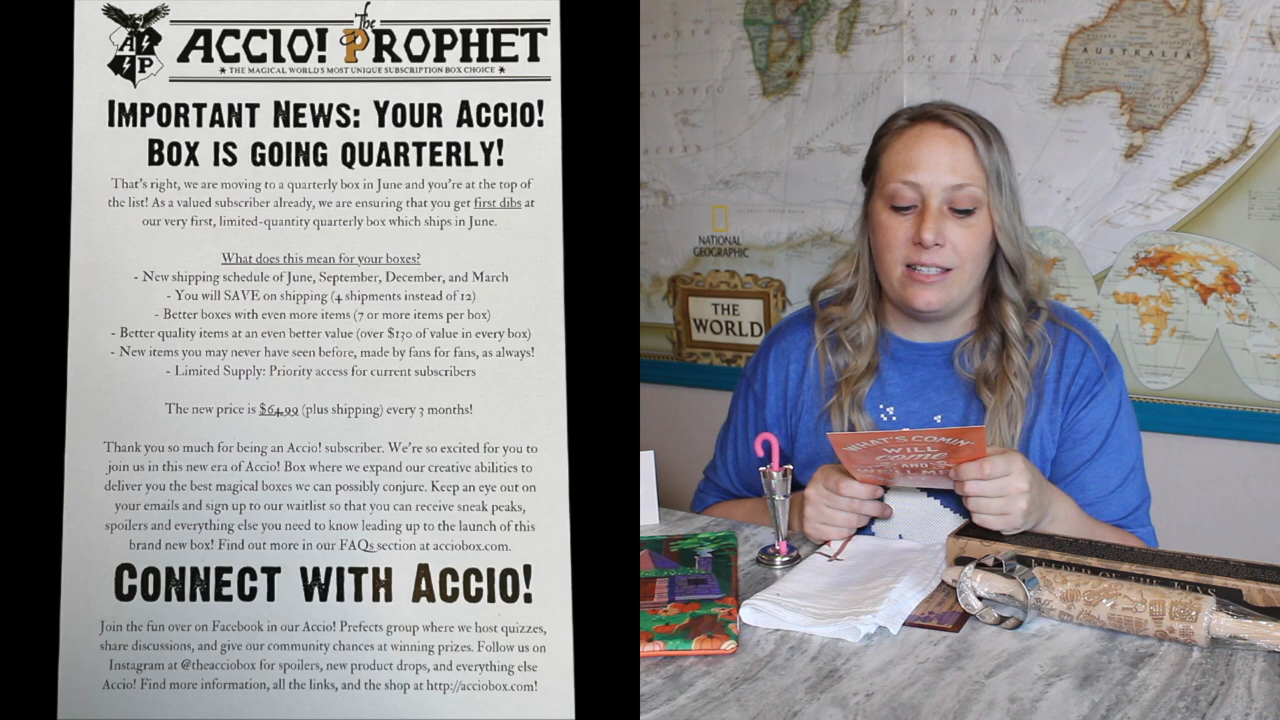 The
ACCIO! PROPHET
A P
* THE MAGICAL WORLD'S MOST UNIQUE SUBSCRIPTION BOX CHOICE *
IMPORTANT NEWS: YOUR ACCIO!
BOX IS GOING QUARTERLY!
That's right, we are moving to a quarterly box in June and you're at the top of
the list! As a valued subscriber already, we are ensuring that you get first dibs at
our very first, limited-quantity quarterly box which ships in June.
What does this mean for your boxes?
- New shipping schedule of June, September, December, and March
- You will SAVE on shipping (4 shipments instead of 12)
- Better boxes with even more items (7 or more items per box)
- Better quality items at an even better value (over $130 of value in every box)
- New items you may never have seen before, made by fans for fans, as always!
- Limited Supply: Priority access for current subscribers
The new price is $64.99 (plus shipping) every 3 months!
Thank you so much for being an Accio! subscriber. We're so excited for you to
join us in this new era of Accio! Box where we expand our creative abilities to
deliver you the best magical boxes we can possibly conjure. Keep an eye out on
your emails and sign up to our waitlist so that you can receive sneak peaks,
spoilers and everything else you need to know leading up to the launch of this
brand new box! Find out more in our FAQs section at acciobox.com.
CONNECT WITH ACCIO!
Join the fun over on Facebook in our Accio! Prefects group where we host quizzes,
share discussions, and give our community chances at winning prizes. Follow us on
Instagram at @theacciobox for spoilers, new product drops, and everything else
Accio! Find more information, all the links, and the shop at http://acciobox.com!
INDIAN
OCEAN
AUSTRALIA
NATIONAL
GEOGRAPHIC
THE
WORLD
WHAT'S COMIN'
WILL
come
AND
KEEPER OF THE KEYS